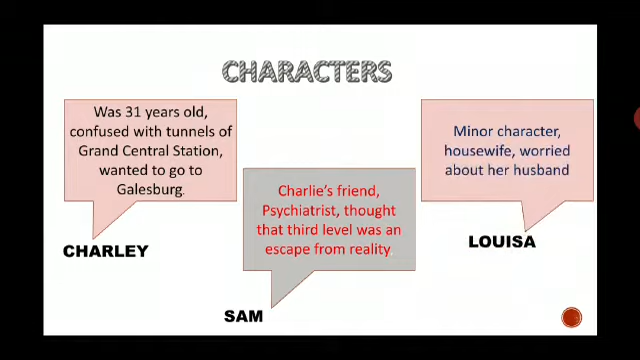 CHARACTERS
Was 31 years old,
confused with tunnels of
Grand Central Station,
wanted to go to
Galesburg.
CHARLEY
Charlie's friend,
Psychiatrist, thought
that third level was an
escape from reality
SAM
Minor character,
housewife, worried
about her husband
LOUISA